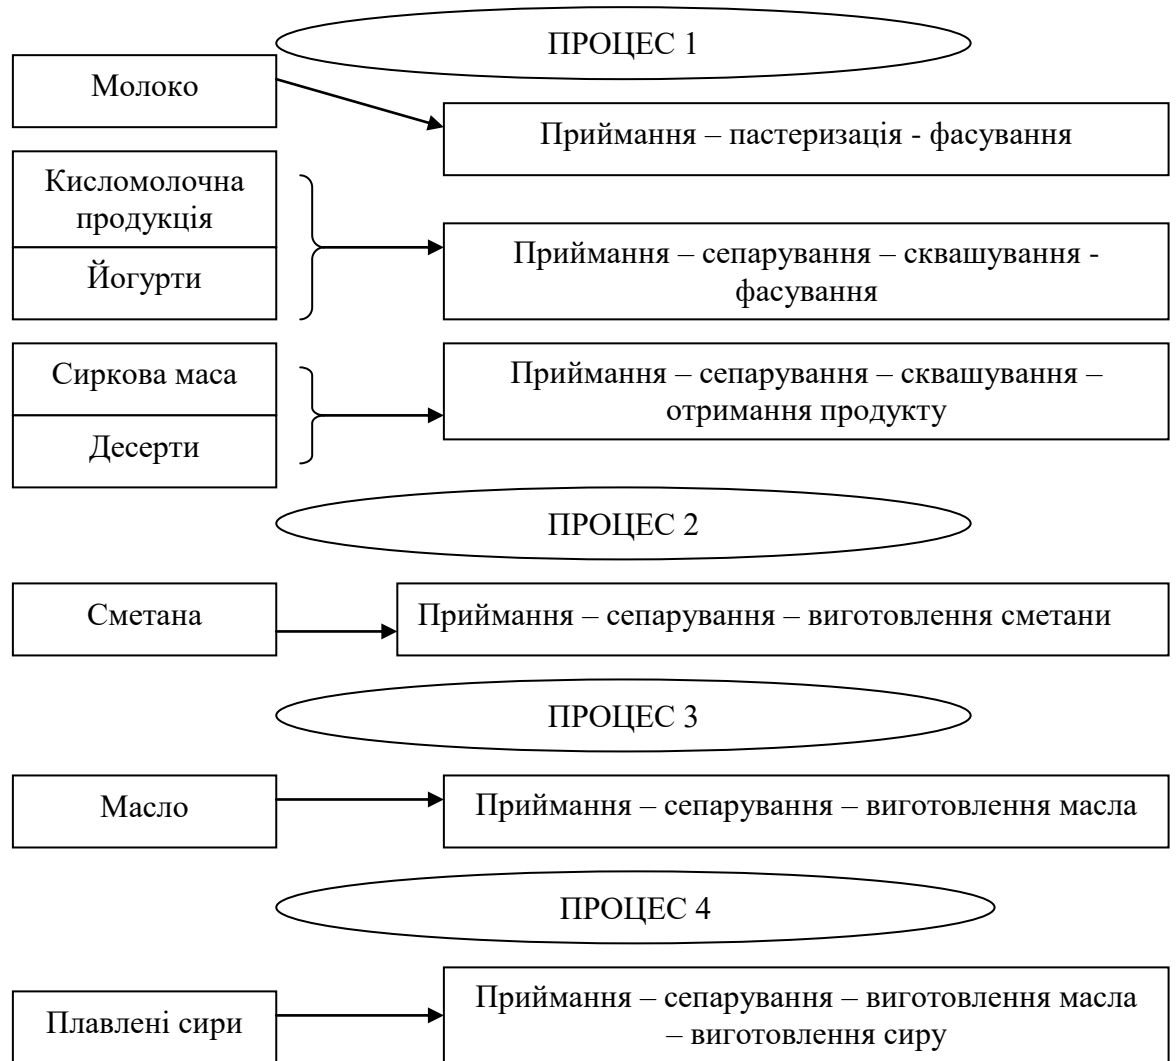 ПРОЦЕС 1
Молоко
Приймання – пастеризація - фасування
Кисломолочна
продукція
Йогурти
Приймання – сепарування – сквашування -
фасування
Сиркова маса
Десерти
Приймання – сепарування – сквашування –
отримання продукту
ПРОЦЕС 2
Сметана
Приймання – сепарування – виготовлення сметани
ПРОЦЕС 3
Масло
Приймання – сепарування – виготовлення масла
ПРОЦЕС 4
Плавлені сири
Приймання – сепарування – виготовлення масла
– виготовлення сиру